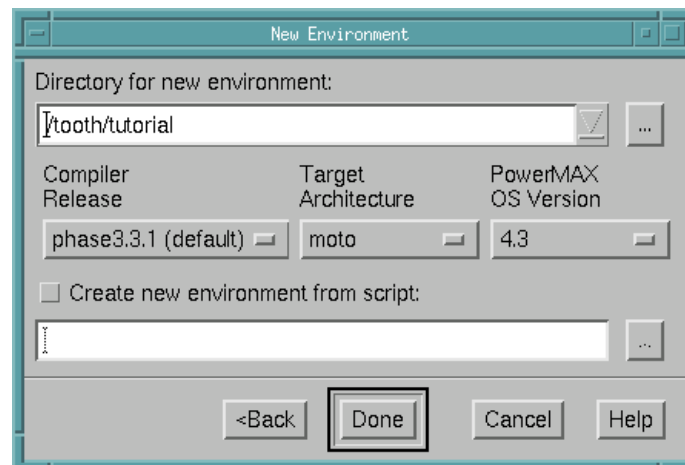 New Environment
Directory for new environment:
/tooth/tutorial
...
Compiler Release
Target Architecture
PowerMAX OS Version
phase3.3.1 (default)
moto
4.3
Create new environment from script:
...
<Back
Done
Cancel
Help